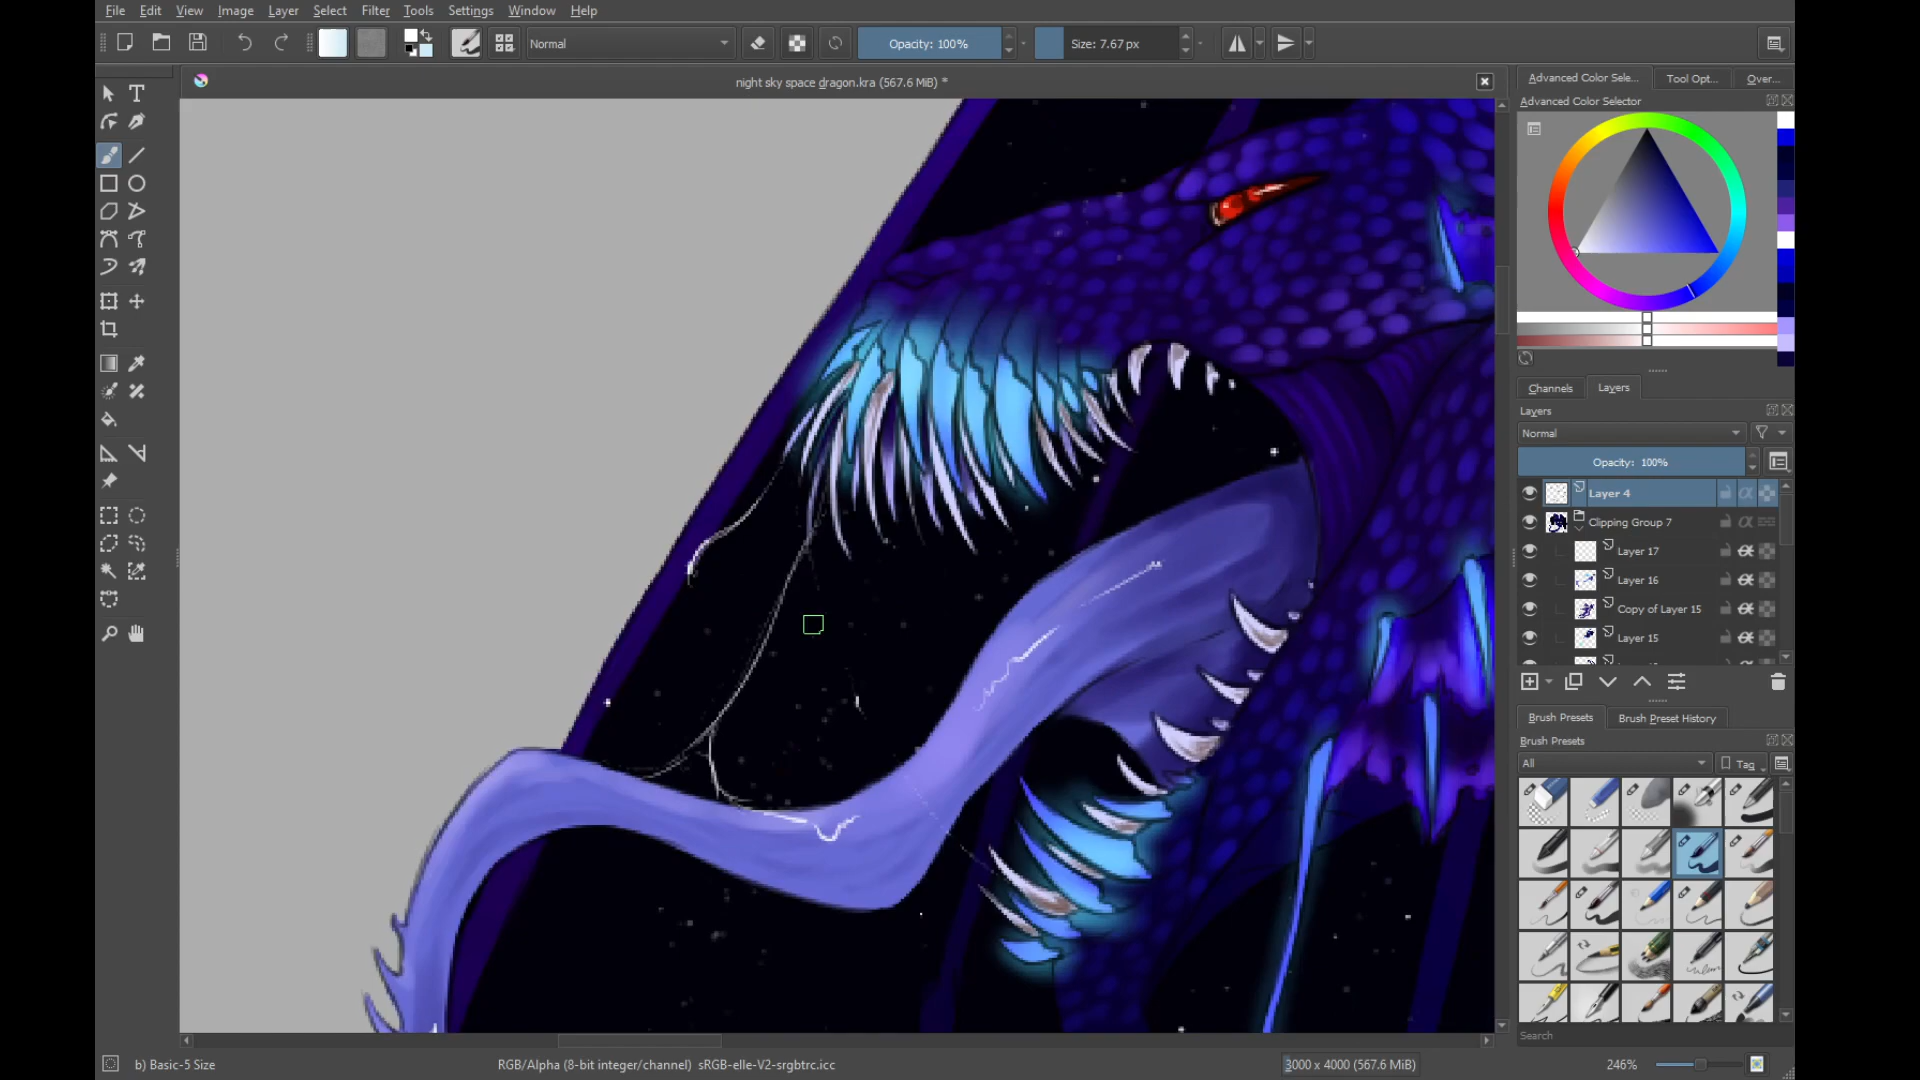 File Edit View Image Layer Select Filter Tools Settings Window Help
Normal Opacity: 100% Size: 7.67 px
night sky space dragon.kra (567.6 MiB) *
Advanced Color Sele... Tool Opt... Over...
Advanced Color Selector
Channels Layers
Layers
Normal
Opacity: 100%
Layer 4
Clipping Group 7
Layer 17
Layer 16
Copy of Layer 15
Layer 15
Brush Presets Brush Preset History
Brush Presets
All Tag
Search
b) Basic-5 Size RGB/Alpha (8-bit integer/channel) sRGB-elle-V2-srgbtrc.icc 3000 x 4000 (567.6 MiB) 246%